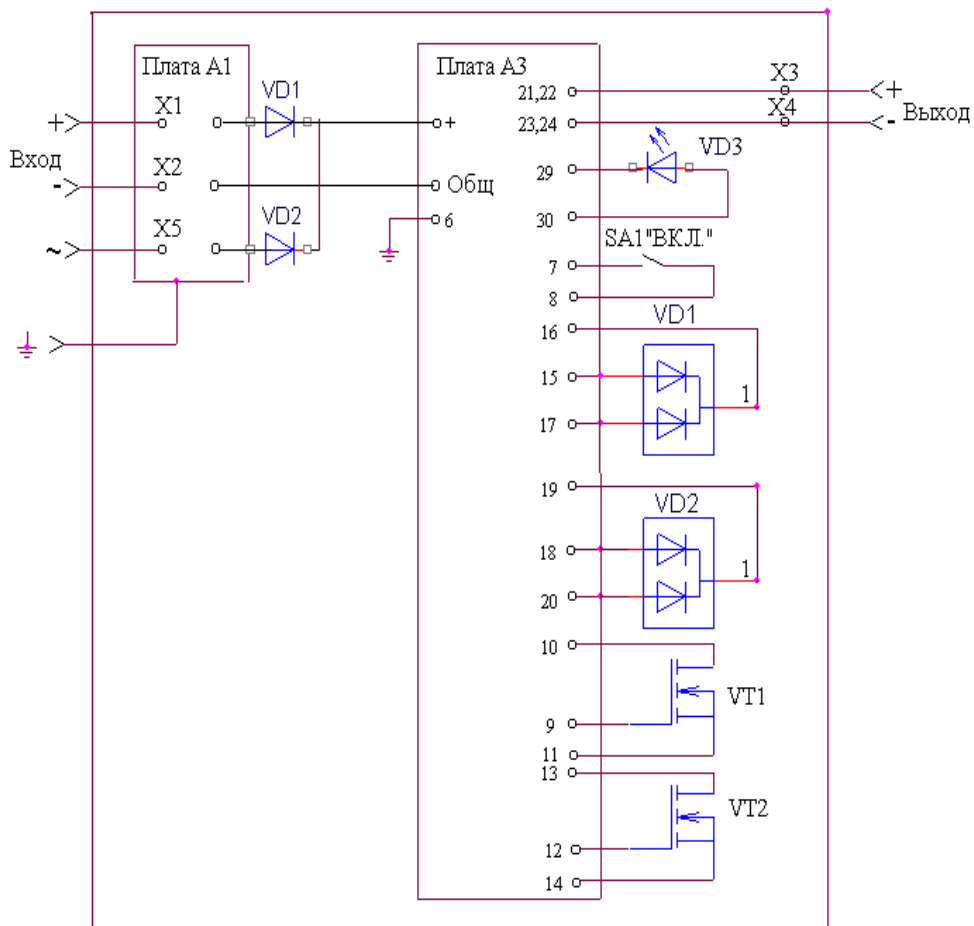 Плата А1
Плата А3
VD1
X1
X2
X5
+
Вход
-
~
VD2
+
Общ
6
21,22
23,24
X3
X4
+
-
Выход
29
VD3
30
SA1"ВКЛ."
7
8
16
VD1
15
17
1
19
VD2
18
20
1
10
9
VT1
11
13
VT2
12
14